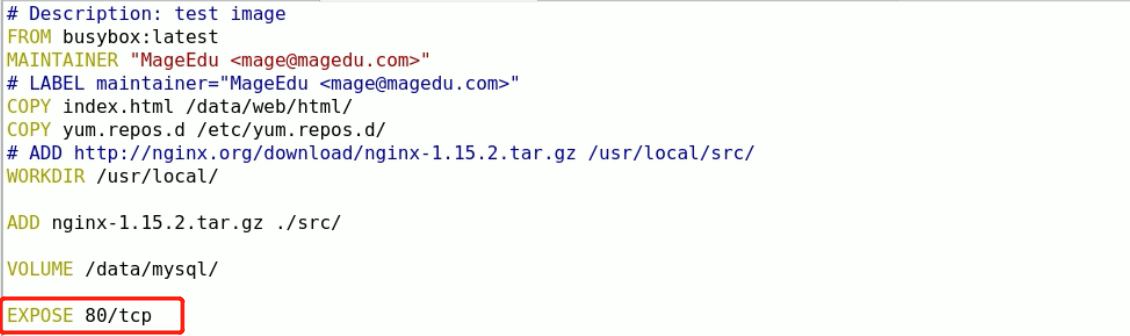 # Description: test image
FROM busybox:latest
MAINTAINER "MageEdu <mage@magedu.com>"
# LABEL maintainer="MageEdu <mage@magedu.com>"
COPY index.html /data/web/html/
COPY yum.repos.d /etc/yum.repos.d/
# ADD http://nginx.org/download/nginx-1.15.2.tar.gz /usr/local/src/
WORKDIR /usr/local/
ADD nginx-1.15.2.tar.gz ./src/
VOLUME /data/mysql/
EXPOSE 80/tcp